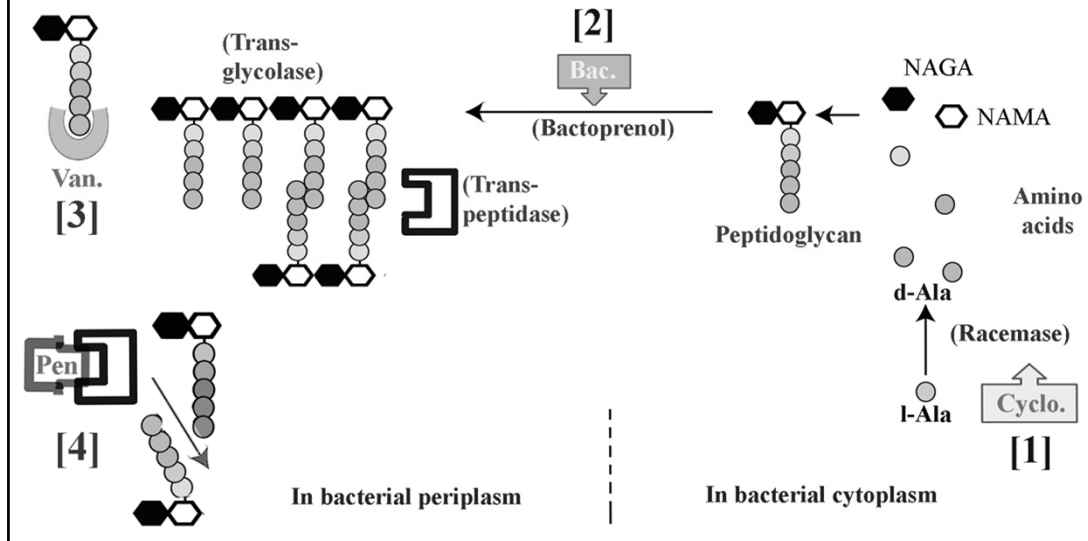 [2]
(Trans-
glycolase)
Bac.
NAGA
NAMA
(Bactoprenol)
Van.
[3]
(Trans-
peptidase)
Peptidoglycan
Amino
acids
d-Ala
(Racemase)
Pen
Cyclo.
l-Ala
[4]
[1]
In bacterial periplasm
In bacterial cytoplasm